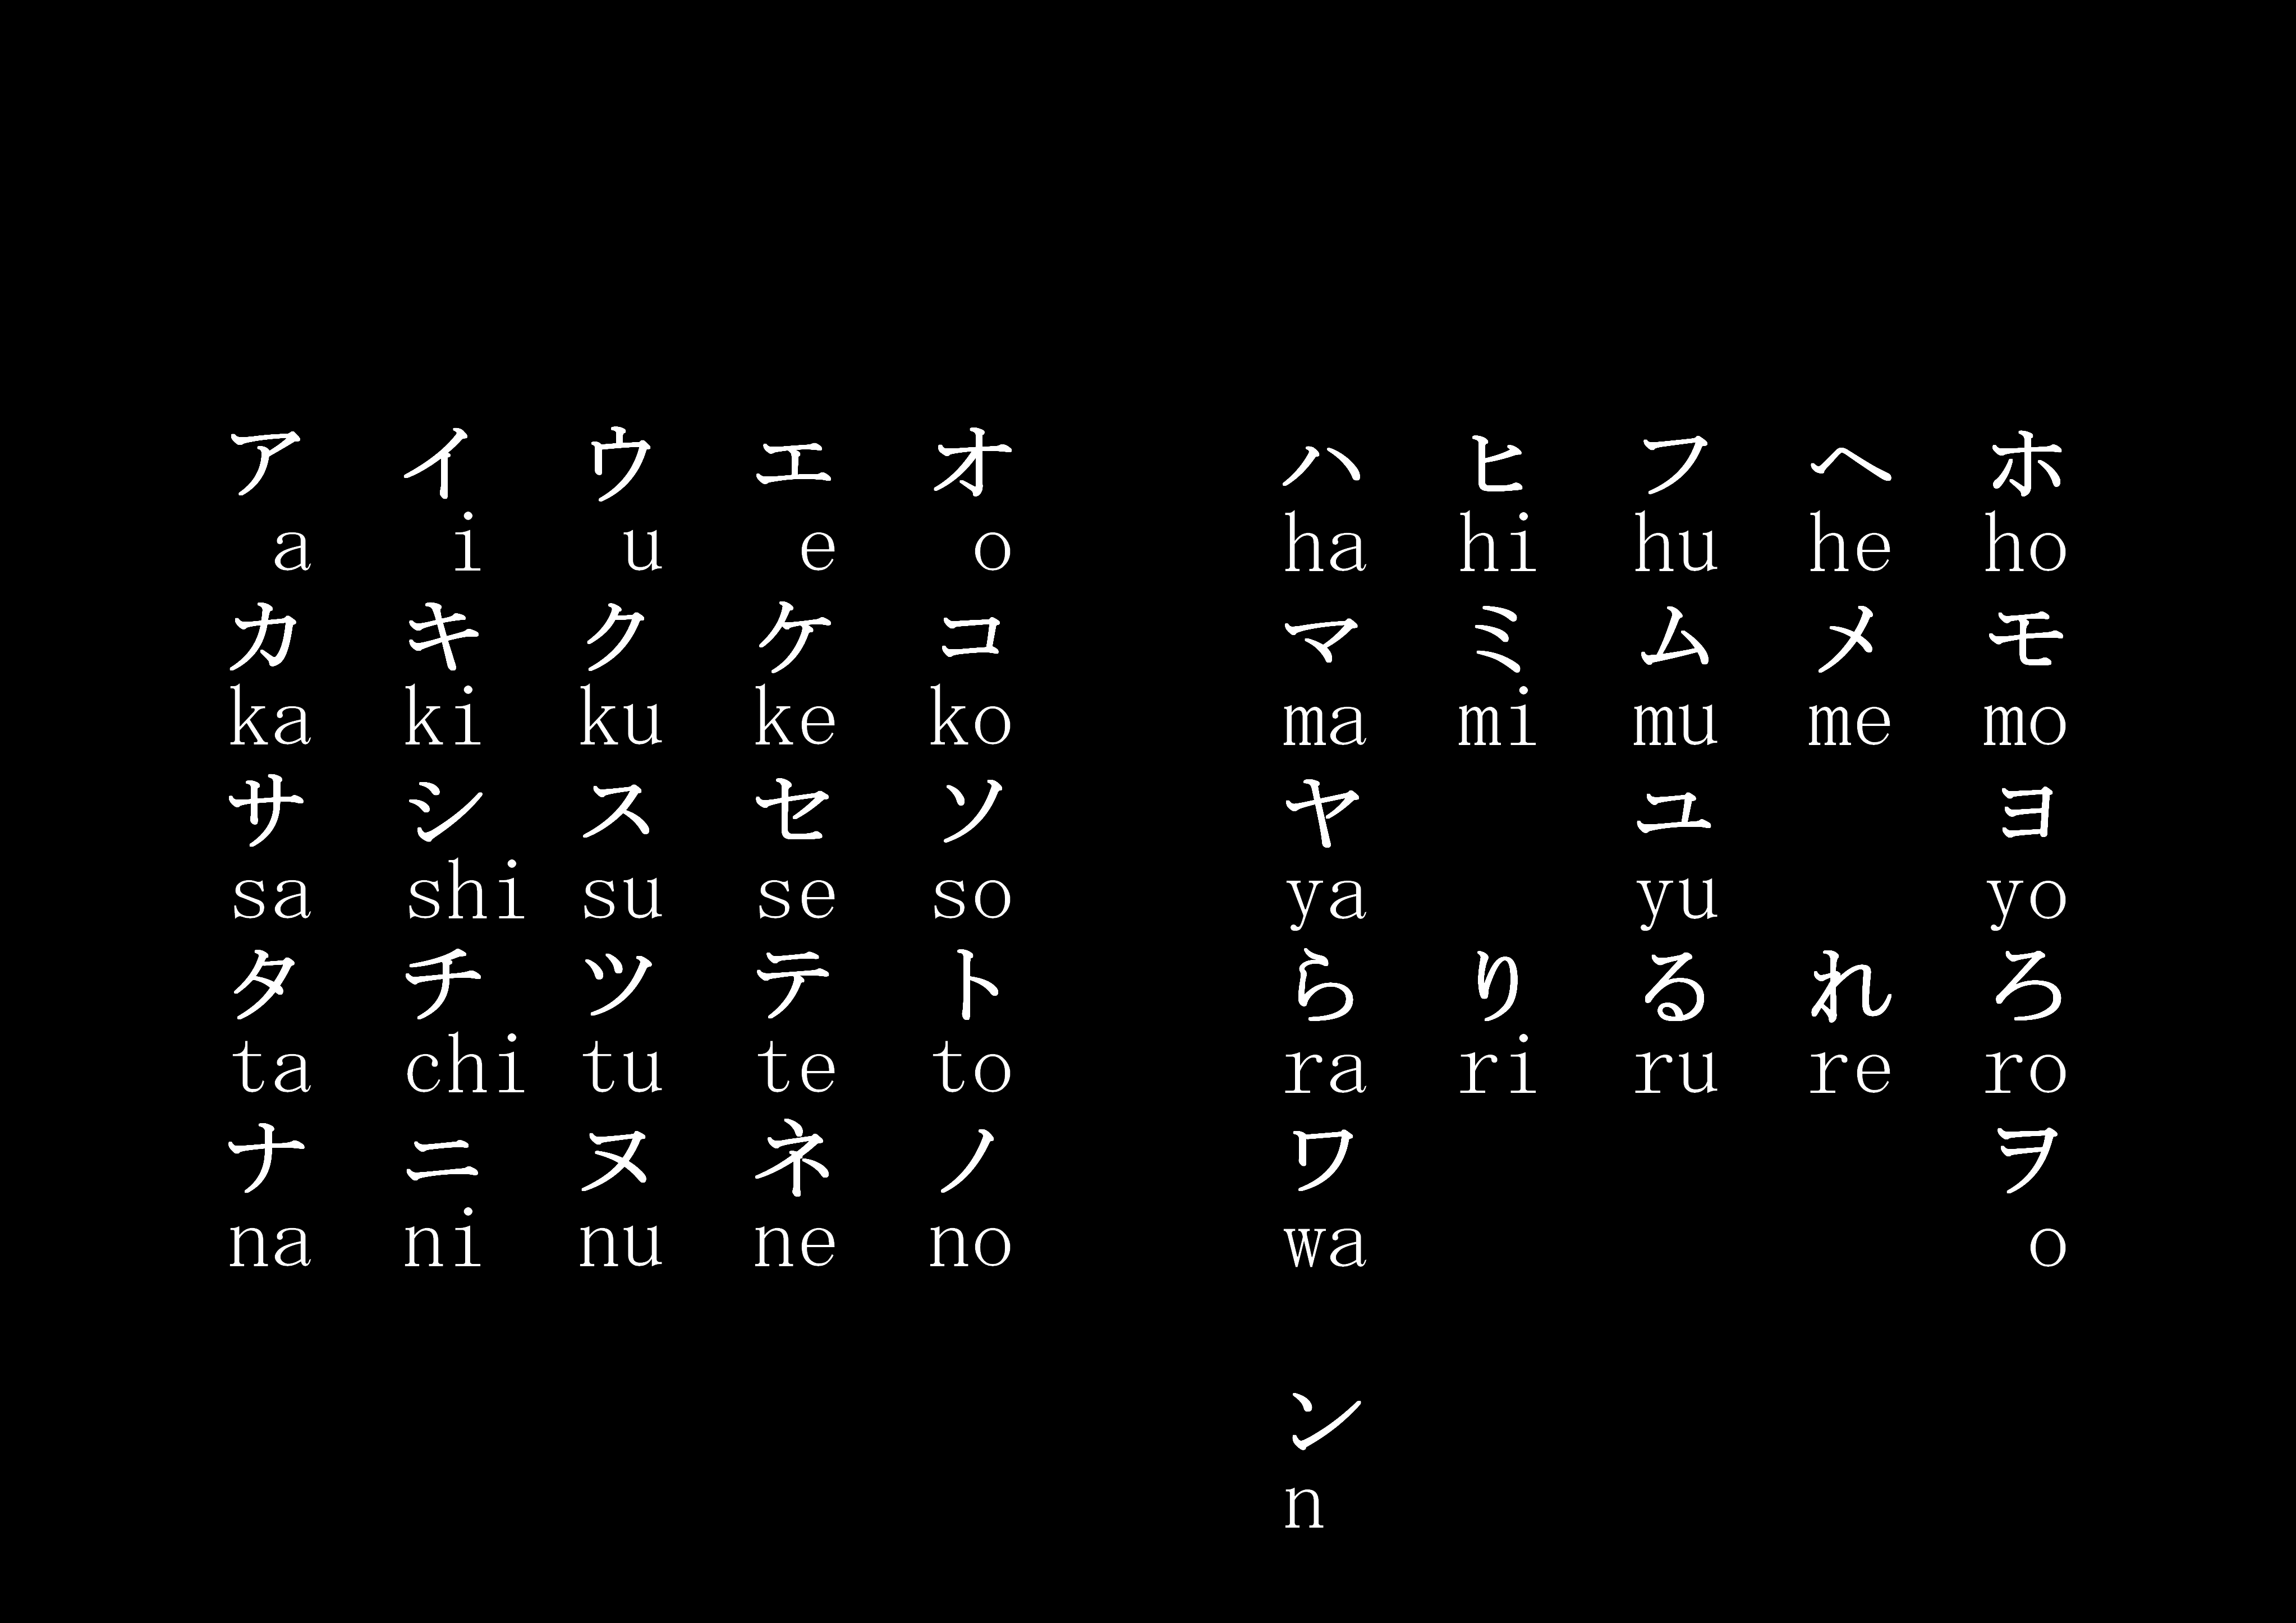 ア イ ウ エ オ ハ ヒ フ ヘ ホ
a i u e o ha hi hu he ho
カ キ ク ケ コ マ ミ ム メ モ
ka ki ku ke ko ma mi mu me mo
サ シ ス セ ソ ヤ ユ ヨ
sa shi su se so ya yu yo
タ チ ツ テ ト ら り る れ ろ
ta chi tu te to ra ri ru re ro
ナ ニ ヌ ネ ノ ワ ヲ
na ni nu ne no wa o
ン
n